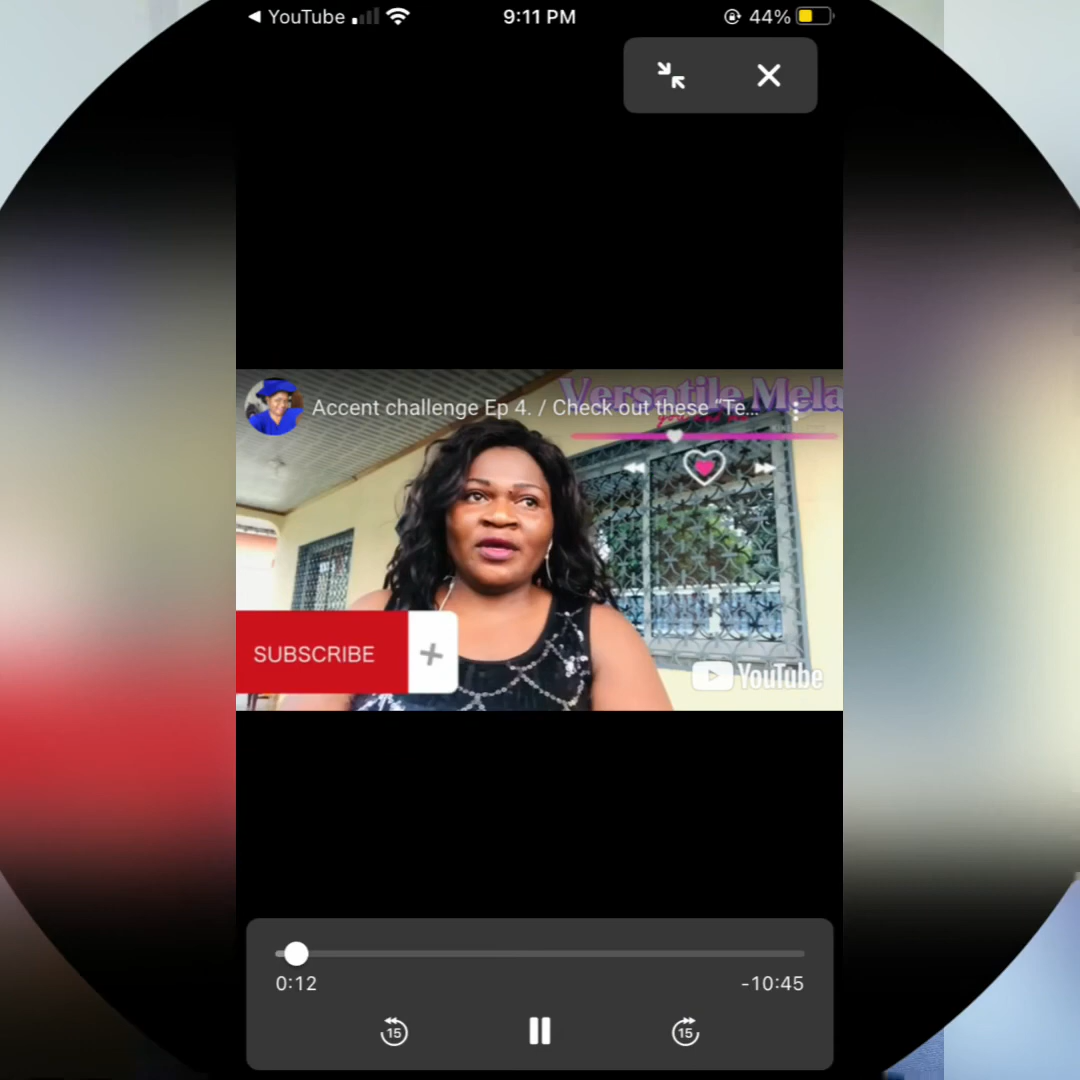 YouTube 9:11 PM 44%
Versatile Mela
Accent challenge Ep 4. / Check out these “Te...
SUBSCRIBE +
YouTube
0:12 -10:45
15 15